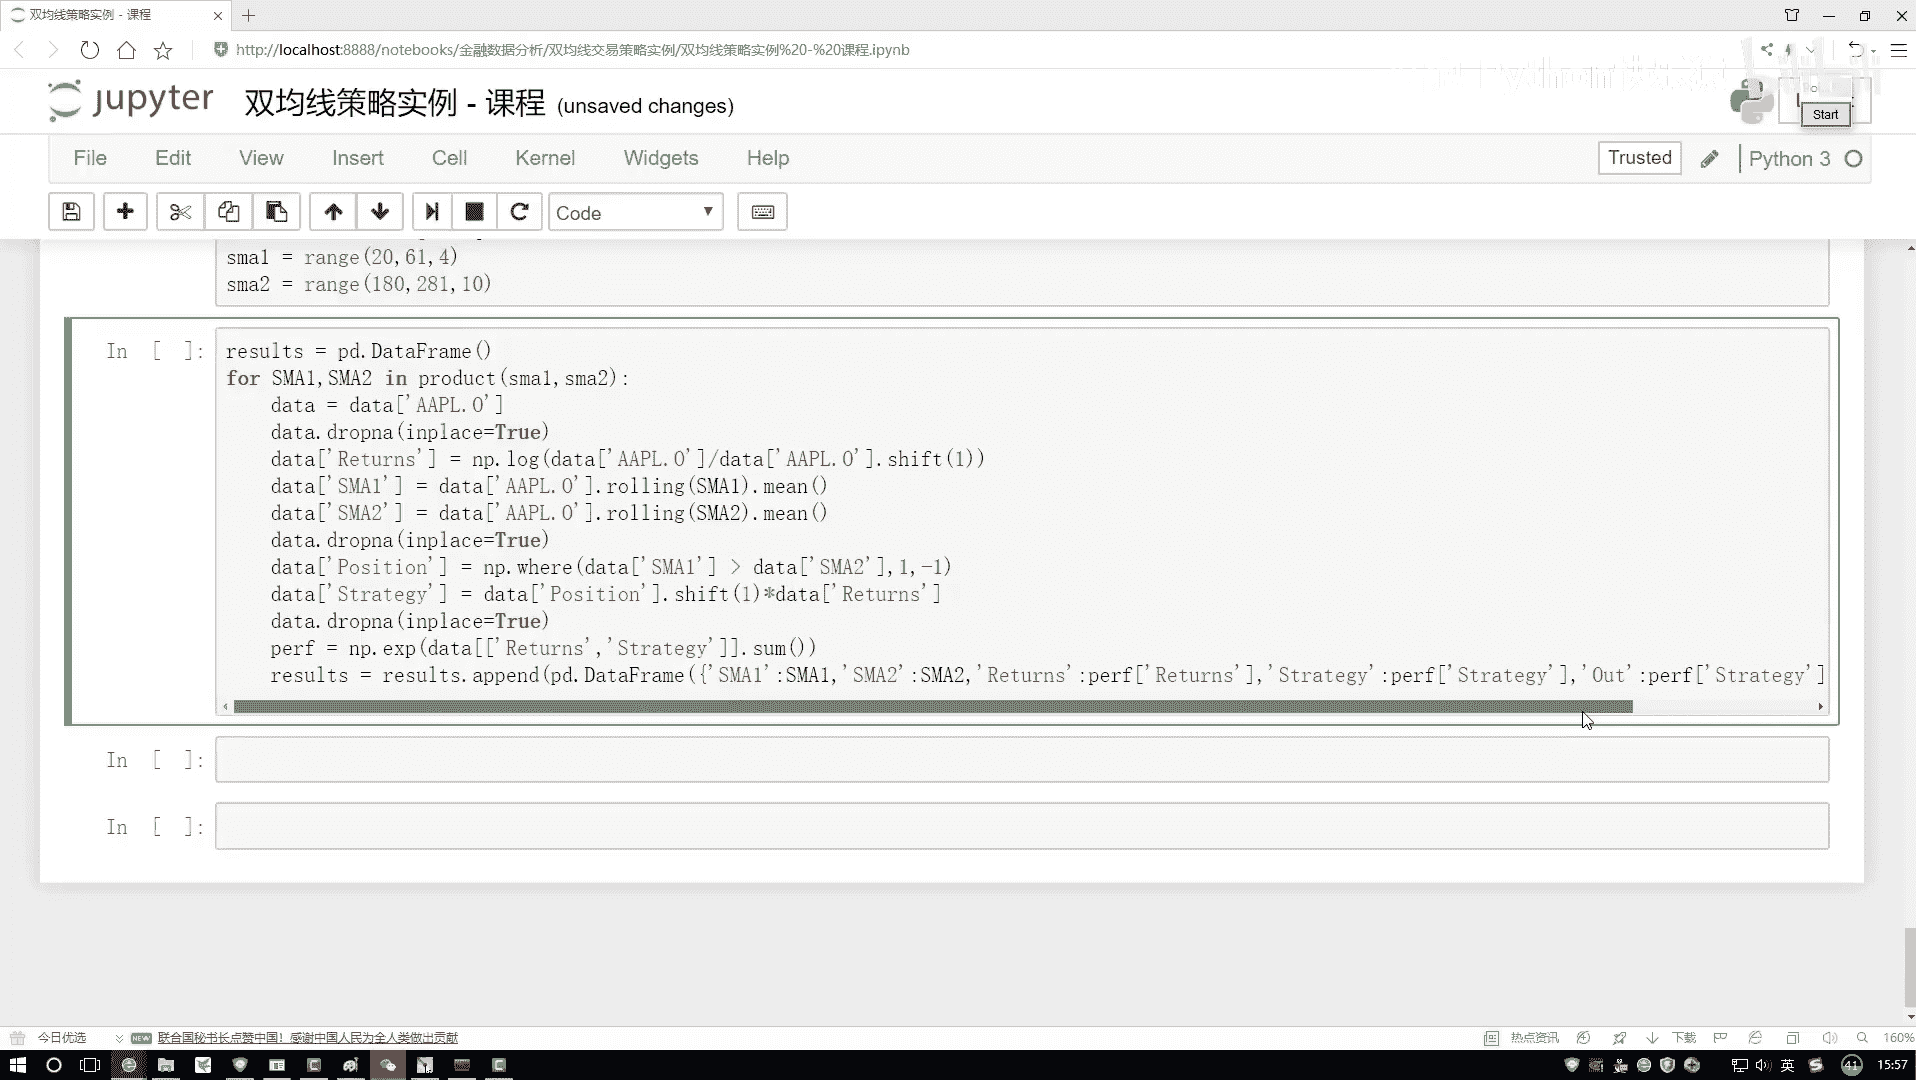 双均线策略实例 - 课程
http://localhost:8888/notebooks/金融数据分析/双均线交易策略实例/双均线策略实例%20-%20课程.ipynb
jupyter 双均线策略实例 - 课程 (unsaved changes)
Start
File Edit View Insert Cell Kernel Widgets Help
Trusted Python 3
Code
sma1 = range(20,61,4)
sma2 = range(180,281,10)
In [ ]: results = pd.DataFrame()
for SMA1,SMA2 in product(sma1,sma2):
data = data['AAPL.O']
data.dropna(inplace=True)
data['Returns'] = np.log(data['AAPL.O']/data['AAPL.O'].shift(1))
data['SMA1'] = data['AAPL.O'].rolling(SMA1).mean()
data['SMA2'] = data['AAPL.O'].rolling(SMA2).mean()
data.dropna(inplace=True)
data['Position'] = np.where(data['SMA1'] > data['SMA2'],1,-1)
data['Strategy'] = data['Position'].shift(1)*data['Returns']
data.dropna(inplace=True)
perf = np.exp(data[['Returns','Strategy']].sum())
results = results.append(pd.DataFrame({'SMA1':SMA1,'SMA2':SMA2,'Returns':perf['Returns'],'Strategy':perf['Strategy'],'Out':perf['Strategy']
In [ ]:
In [ ]:
今日优选 NEW 联合国秘书长点赞中国！感谢中国人民为全人类做出贡献 热点资讯 下载 160%
英 41 15:57